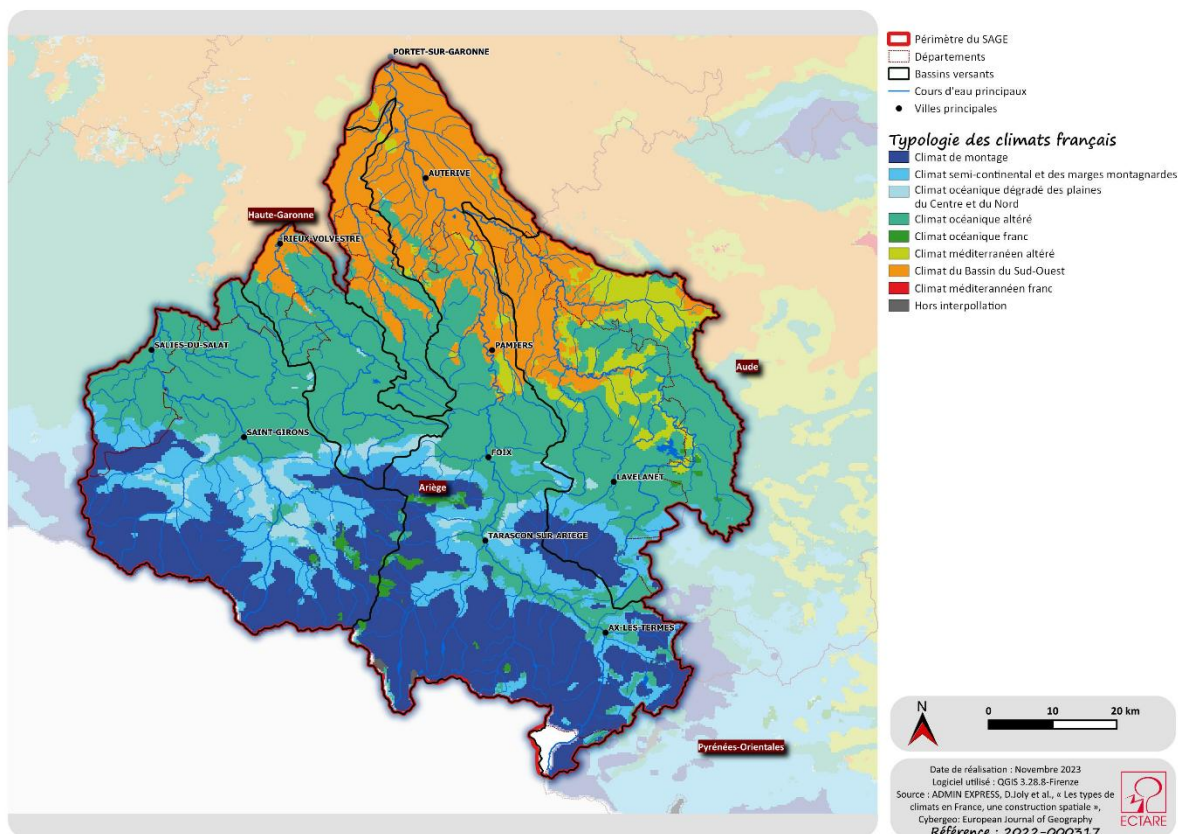 PORTET-SUR-GARONNE
AUTERIVE
Haute-Garonne
RIEUX-VOLVESTRE
SALIES-DU-SALAT
PAMIERS
Aude
SAINT-GIRONS
FOIX
LAVELANET
Ariège
TARASCON-SUR-ARIEGE
AX-LES-TERMES
Pyrénées-Orientales
Périmètre du SAGE
Départements
Bassins versants
Cours d'eau principaux
Villes principales
Typologie des climats français
Climat de montage
Climat semi-continental et des marges montagnardes
Climat océanique dégradé des plaines
du Centre et du Nord
Climat océanique altéré
Climat océanique franc
Climat méditerranéen altéré
Climat du Bassin du Sud-Ouest
Climat méditerannéen franc
Hors interpollation
N
0 10 20 km
Date de réalisation : Novembre 2023
Logiciel utilisé : QGIS 3.28.8-Firenze
Source : ADMIN EXPRESS, D.Joly et al., « Les types de
climats en France, une construction spatiale »,
Cybergeo: European Journal of Geography
Référence : 2022-000317
ECTARE